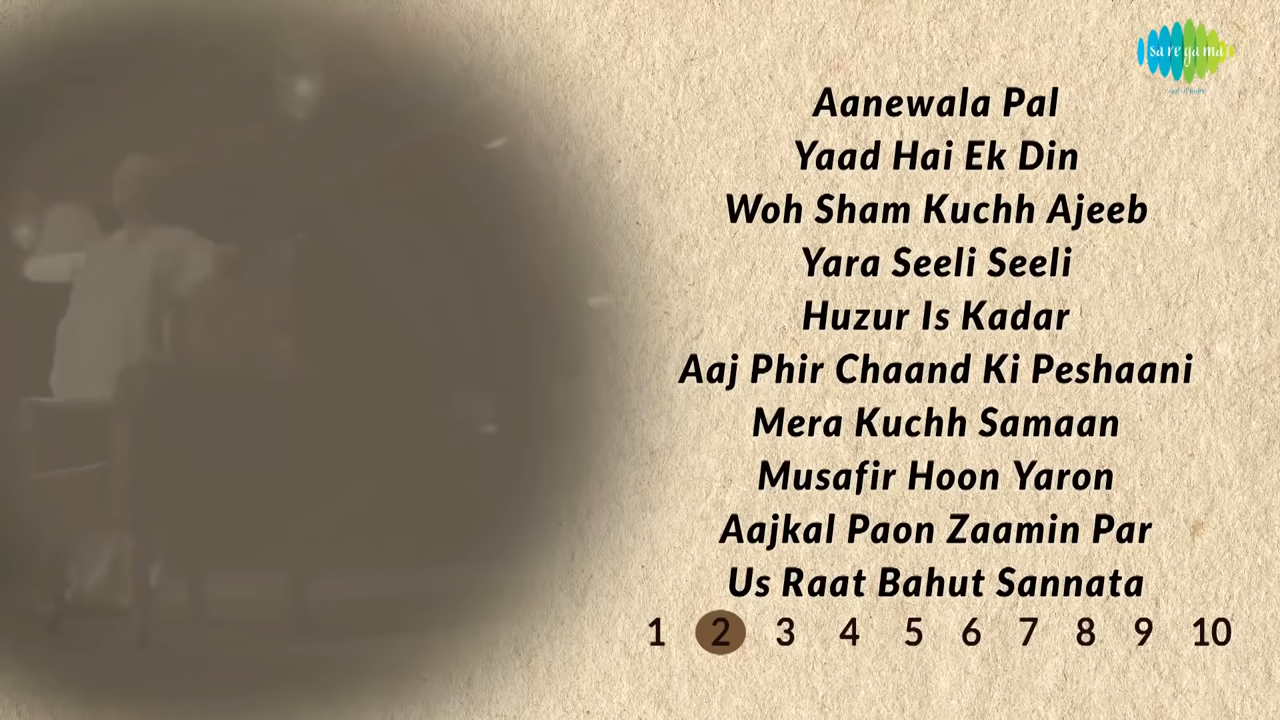 sa re ga ma
Aanewala Pal
Yaad Hai Ek Din
Woh Sham Kuchh Ajeeb
Yara Seeli Seeli
Huzur Is Kadar
Aaj Phir Chaand Ki Peshaani
Mera Kuchh Samaan
Musafir Hoon Yaron
Aajkal Paon Zaamin Par
Us Raat Bahut Sannata
1 2 3 4 5 6 7 8 9 10